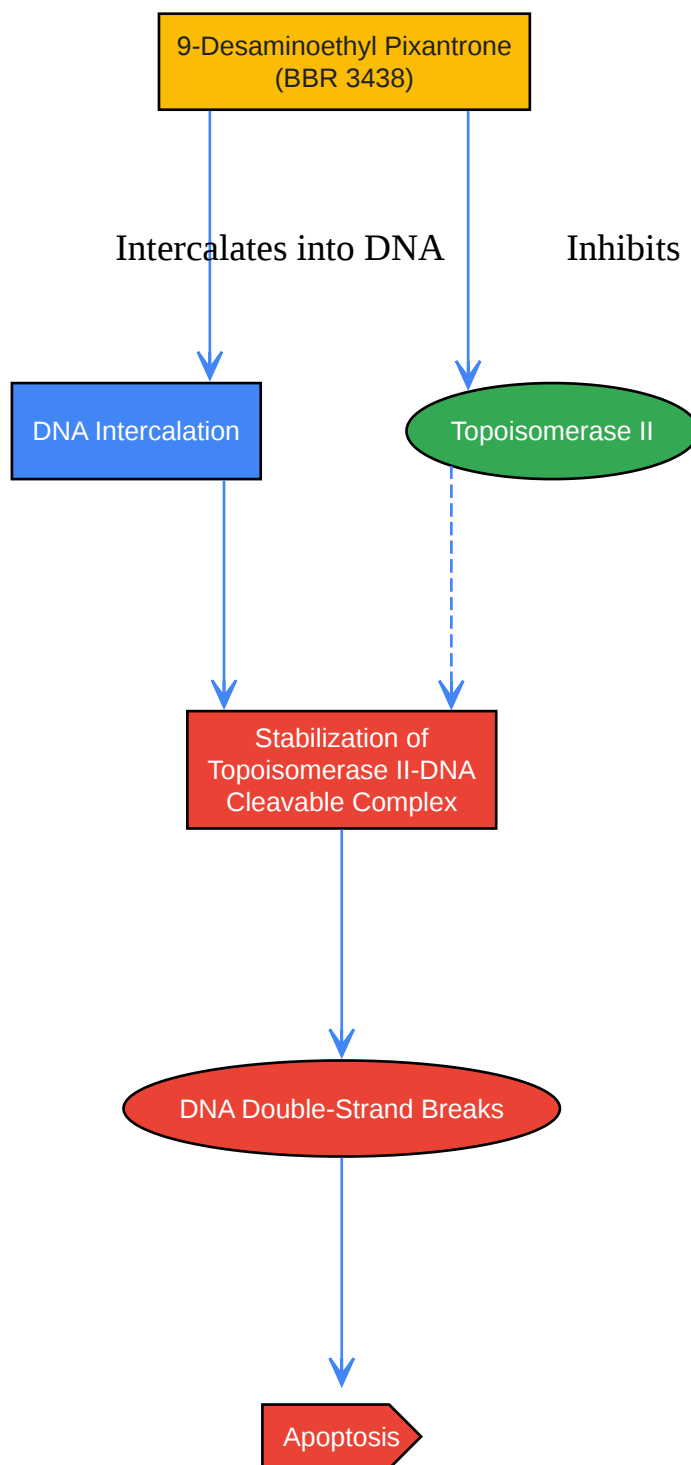 9-Desaminoethyl Pixantrone
(BBR 3438)
Intercalates into DNA
Inhibits
DNA Intercalation
Topoisomerase II
Stabilization of
Topoisomerase II-DNA
Cleavable Complex
DNA Double-Strand Breaks
Apoptosis